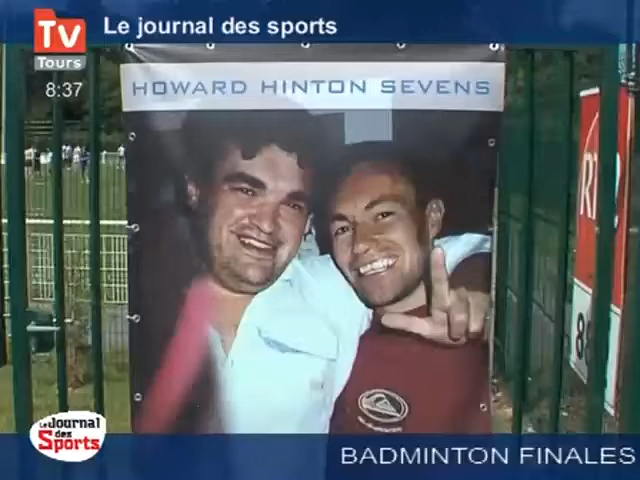 TV
Tours
Le journal des sports
8:37
HOWARD HINTON SEVENS
Le Journal
des
Sports
BADMINTON FINALES